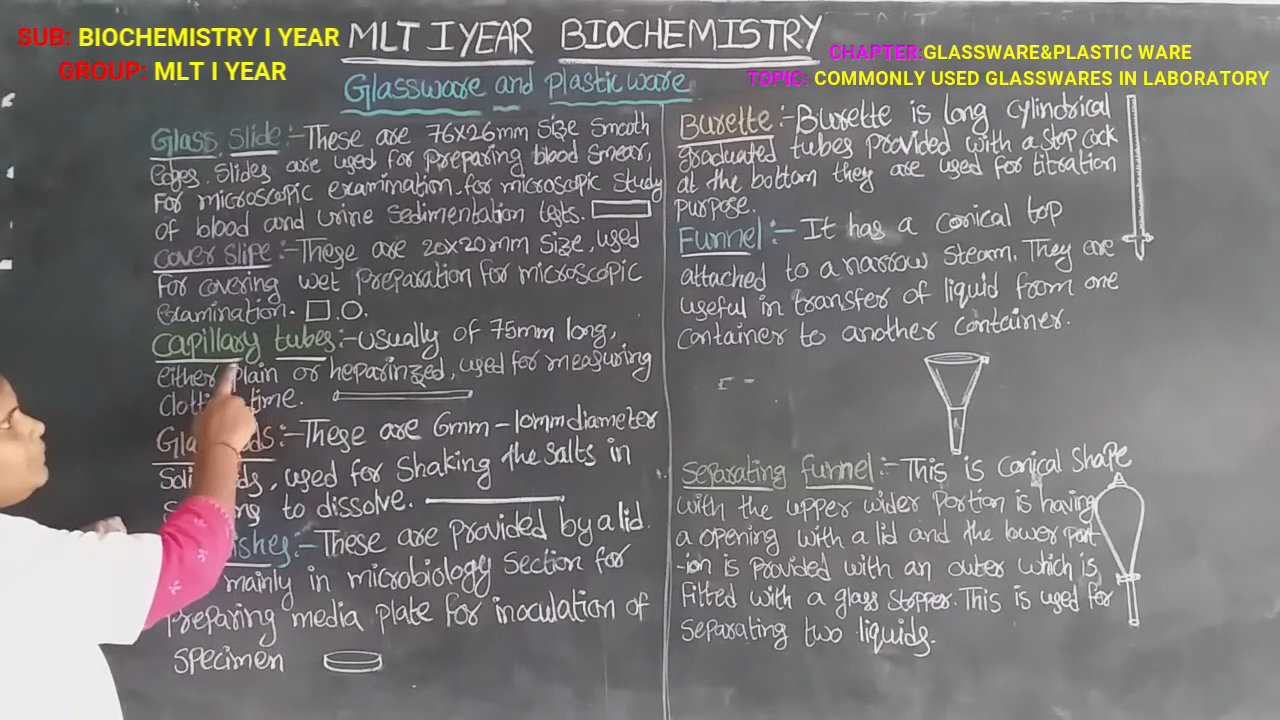 SUB: BIOCHEMISTRY I YEAR
GROUP: MLT I YEAR
MLT I YEAR BIOCHEMISTRY
CHAPTER:GLASSWARE&PLASTIC WARE
TOPIC: COMMONLY USED GLASSWARES IN LABORATORY
Glassware and plastic ware
Glass slide:- These are 76x26mm size smooth
edges. Slides are used for preparing blood smear,
For microscopic examination. for microscopic study
of blood and urine sedimentation tests.
cover slipe:- These are 20x20mm size, used
for covering wet preparation for microscopic
examination.
capillary tubes:- usually of 75mm long,
either plain or heparinzed, used for measuring
time.
:- These are 6mm-10mm diameter
used for shaking the salts in
to dissolve.
:- These are provided by a lid.
mainly in microbiology section for
preparing media plate for inoculation of
specimen
Burette:- Burette is long cylindrical
graduated tubes provided with a stop cock
at the bottom they are used for titration
purpose.
Funnel:- It has a conical top
attached to a narrow steam. They are
useful in transfer of liquid from one
container to another container.
Separating funnel:- This is conical shape
with the upper wider portion is having
a opening with a lid and the lower port-
-ion is provided with an outer which is
fitted with a glass stopper. This is used for
separating two liquids.